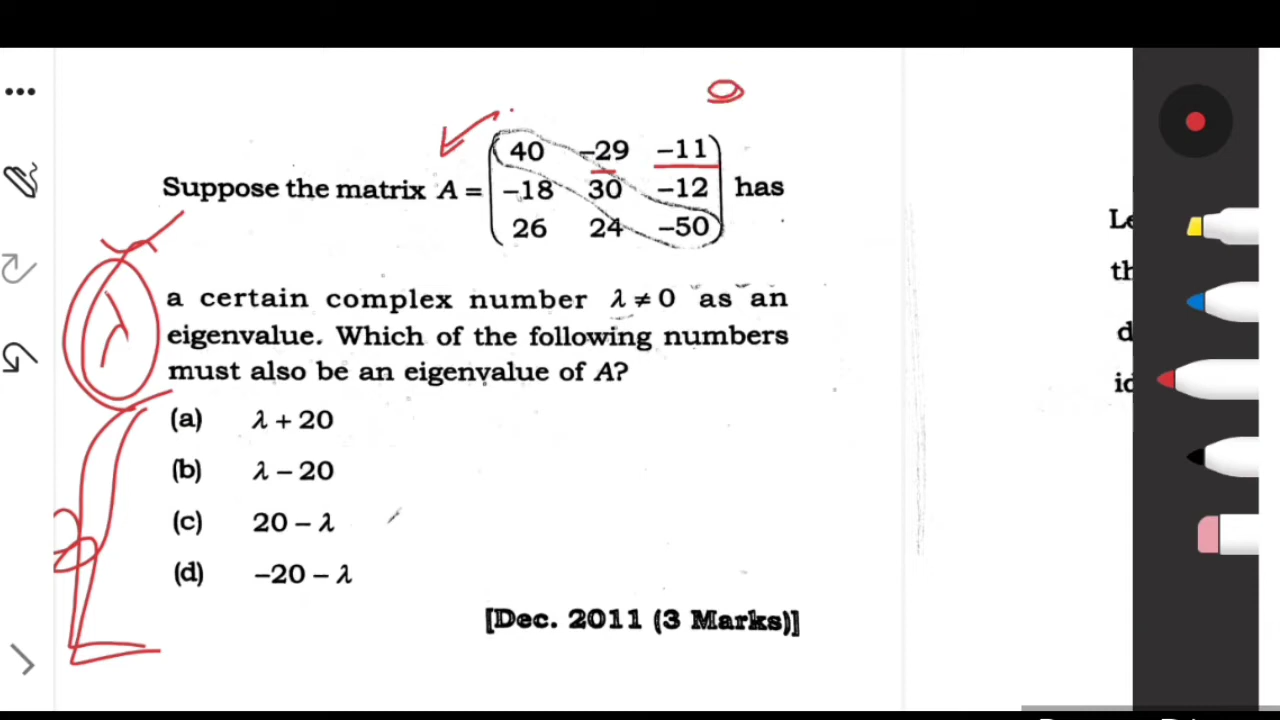 40 -29 -11
Suppose the matrix A = -18 30 -12 has
26 24 -50
a certain complex number λ ≠ 0 as an
eigenvalue. Which of the following numbers
must also be an eigenvalue of A?
(a) λ + 20
(b) λ – 20
(c) 20 – λ
(d) –20 – λ
[Dec. 2011 (3 Marks)]
λ
0